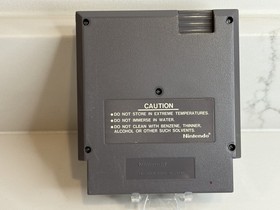 CAUTION
●DO NOT STORE IN EXTREME TEMPERATURES.
●DO NOT IMMERSE IN WATER.
●DO NOT CLEAN WITH BENZENE, THINNER,
ALCOHOL OR OTHER SUCH SOLVENTS.
Nintendo